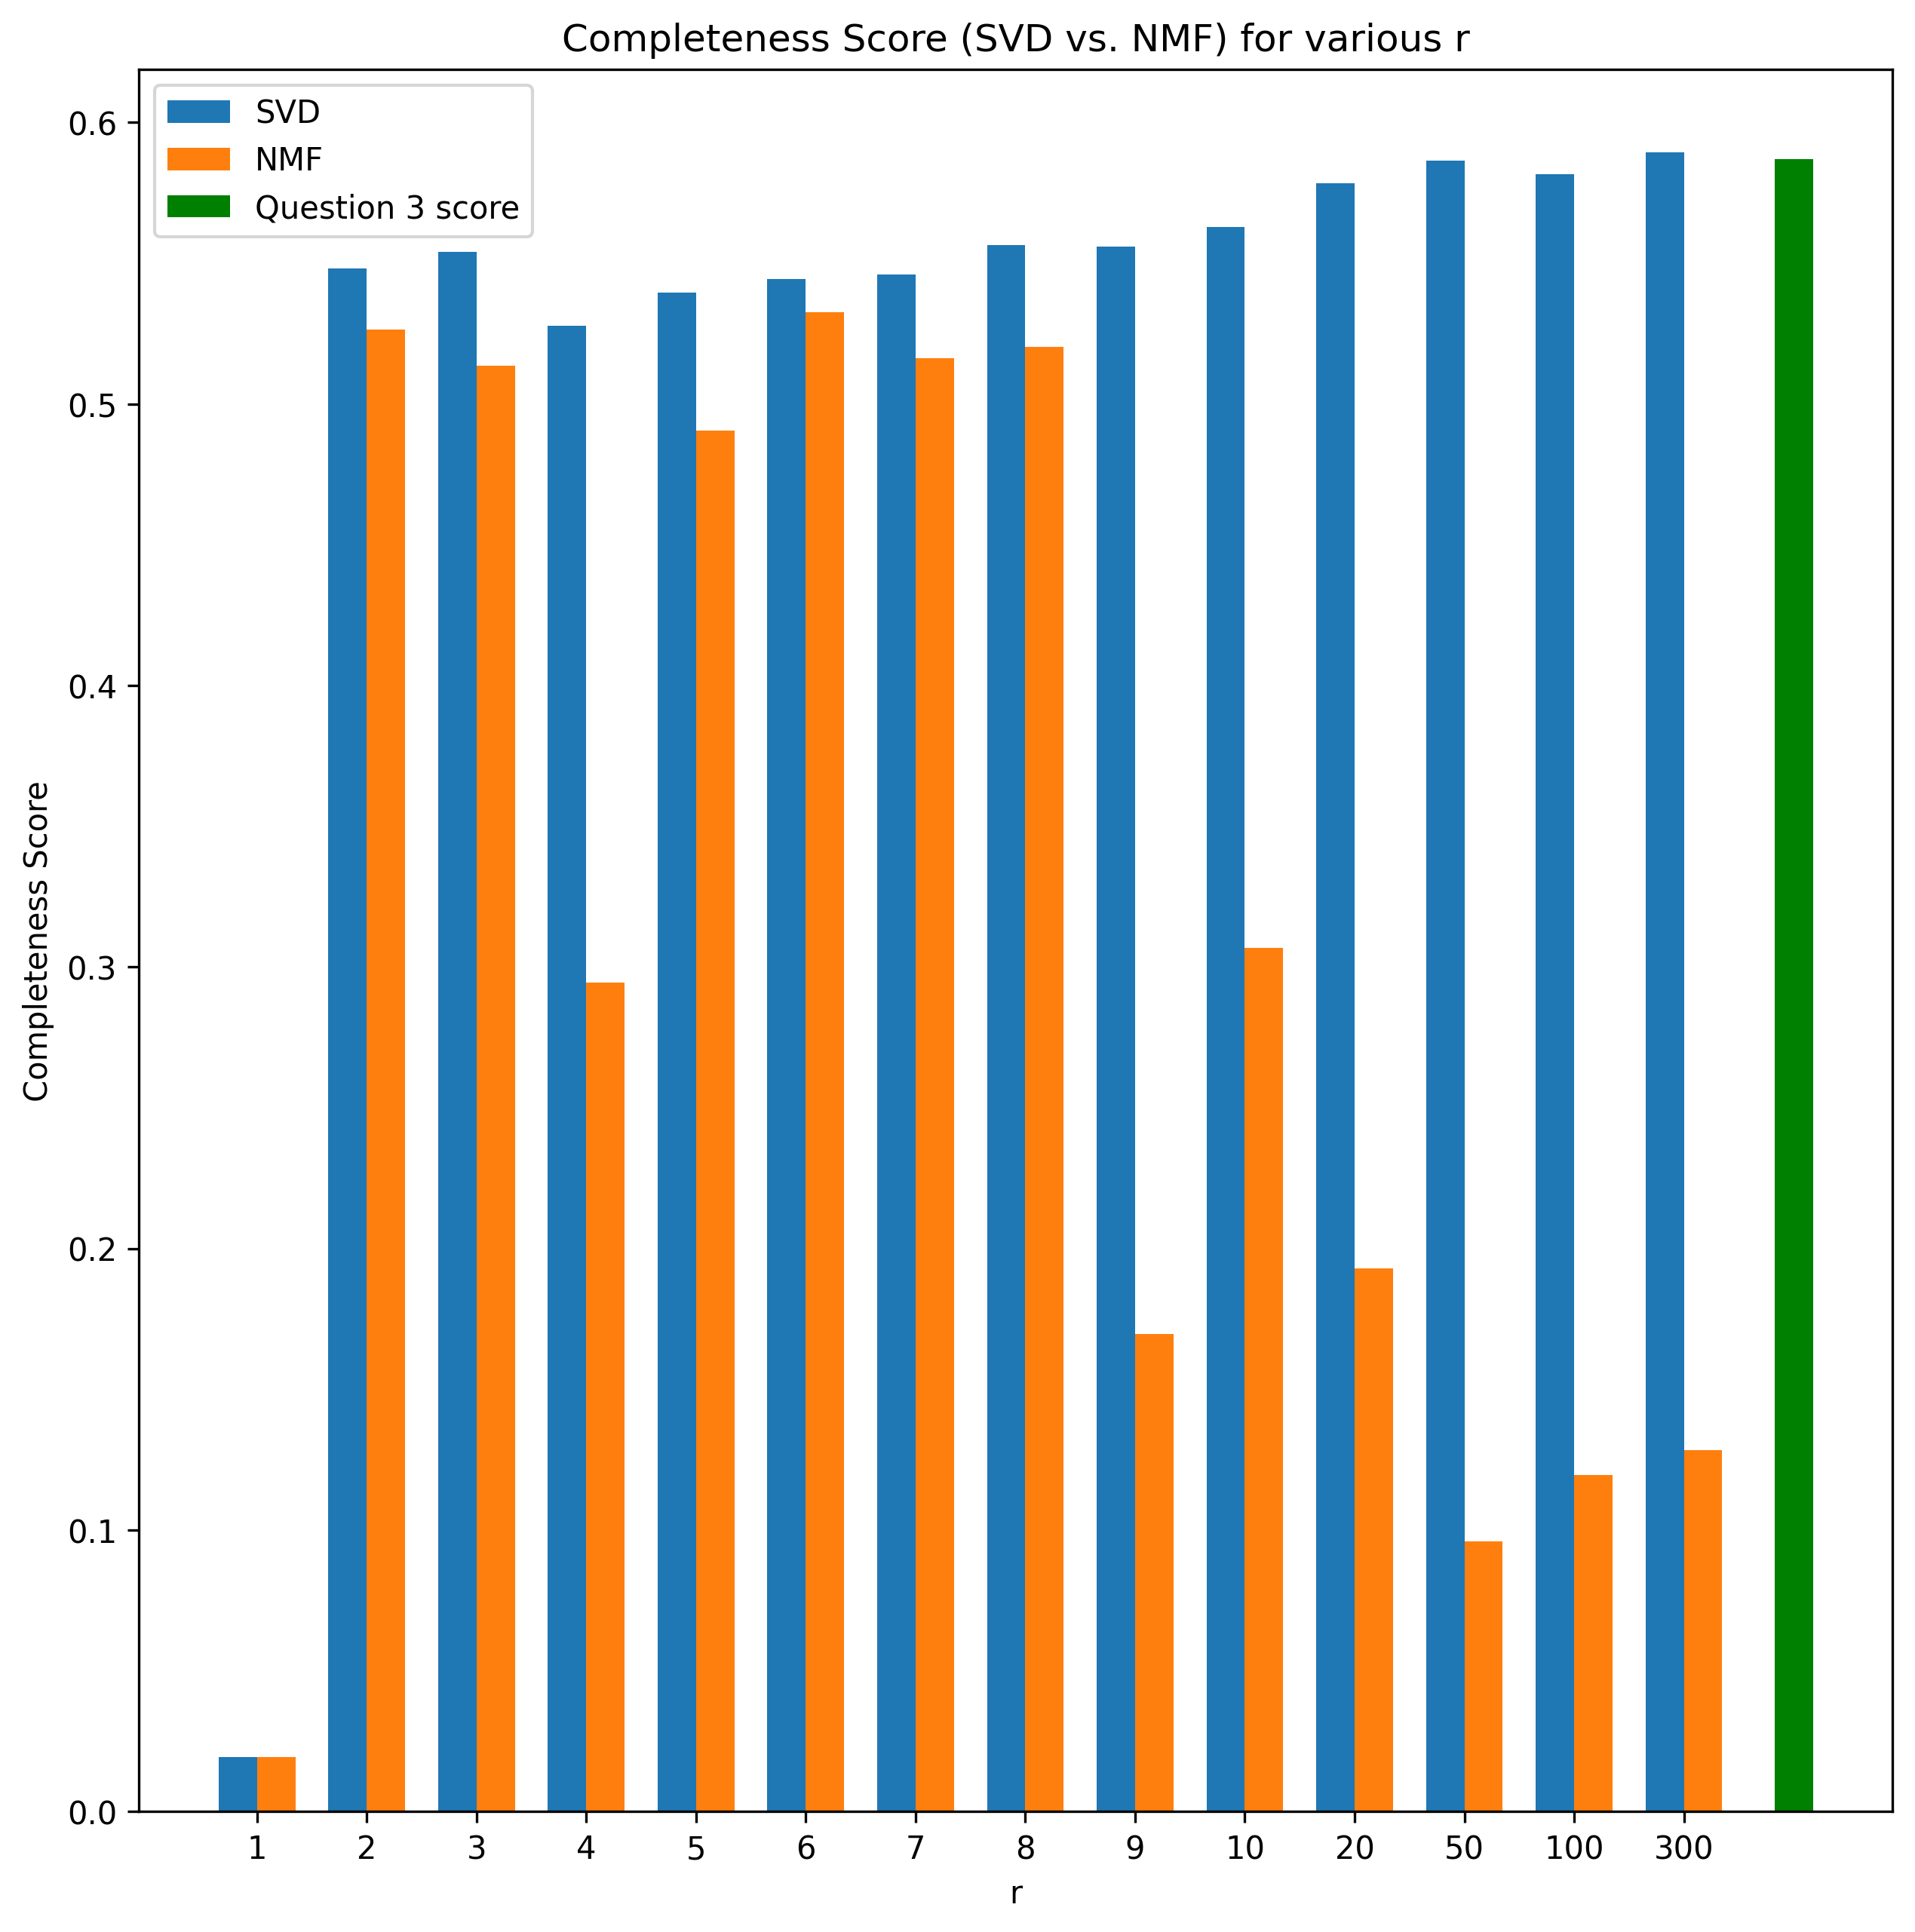 Completeness Score (SVD vs. NMF) for various r
SVD
NMF
Question 3 score
0.6
0.5
0.4
0.3
0.2
0.1
0.0
Completeness Score
1 2 3 4 5 6 7 8 9 10 20 50 100 300
r